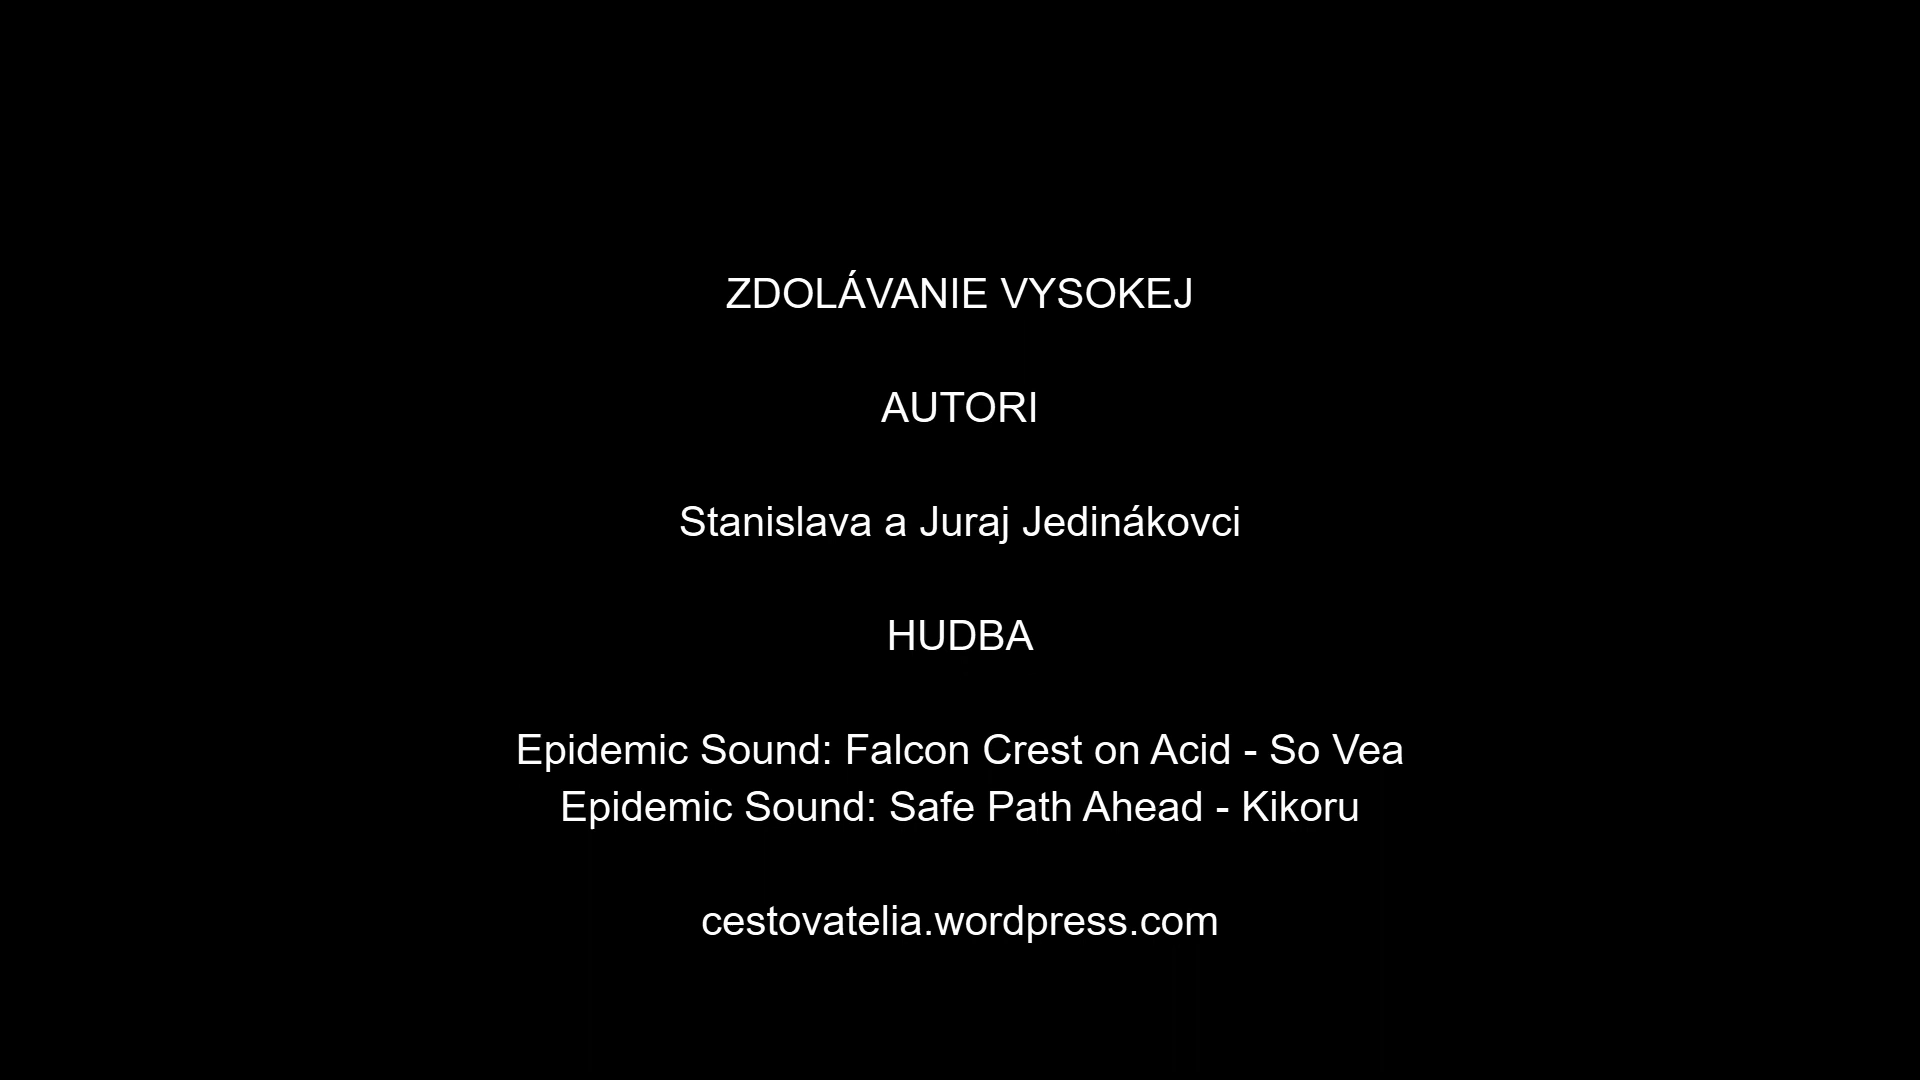 ZDOLÁVANIE VYSOKEJ
AUTORI
Stanislava a Juraj Jedinákovci
HUDBA
Epidemic Sound: Falcon Crest on Acid - So Vea
Epidemic Sound: Safe Path Ahead - Kikoru
cestovatelia.wordpress.com